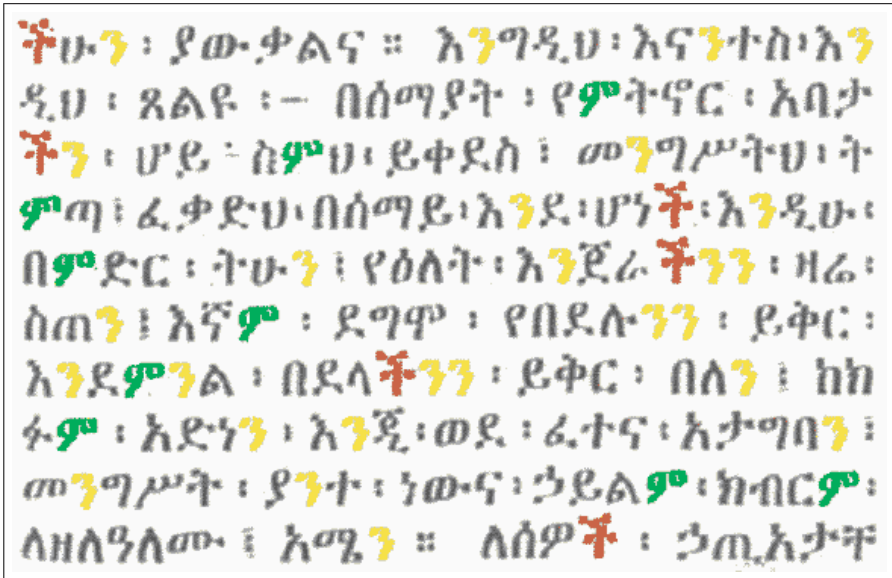 ችሁን ፡ ያውቃልና ። እንግዲህ ፡ እናንተስ ፡ እን
ዲህ ፡ ጸልዩ ፡— በሰማያት ፡ የምትኖር ፡ አባታ
ችን ፡ ሆይ ፡ ስምህ ፡ ይቀደስ ፤ መንግሥትህ ፡ ት
ምጣ ፤ ፈቃድህ ፡ በሰማይ ፡ እንደ ፡ ሆነች ፡ እንዲሁ ፡
በምድር ፡ ትሁን ፤ የዕለት ፡ እንጀራችንን ፡ ዛሬ ፡
ስጠን ፤ እኛም ፡ ደግሞ ፡ የበደሉንን ፡ ይቅር ፡
እንደምንል ፡ በደላችንን ፡ ይቅር ፡ በለን ፤ ከክ
ፉም ፡ አድነን ፡ እንጂ ፡ ወደ ፡ ፈተና ፡ አታግባን ፤
መንግሥት ፡ ያንተ ፡ ነውና ፡ ኃይልም ፡ ክብርም ፡
ለዘለዓለሙ ፤ አሜን ። ለሰዎች ፡ ኃጢአታቸ